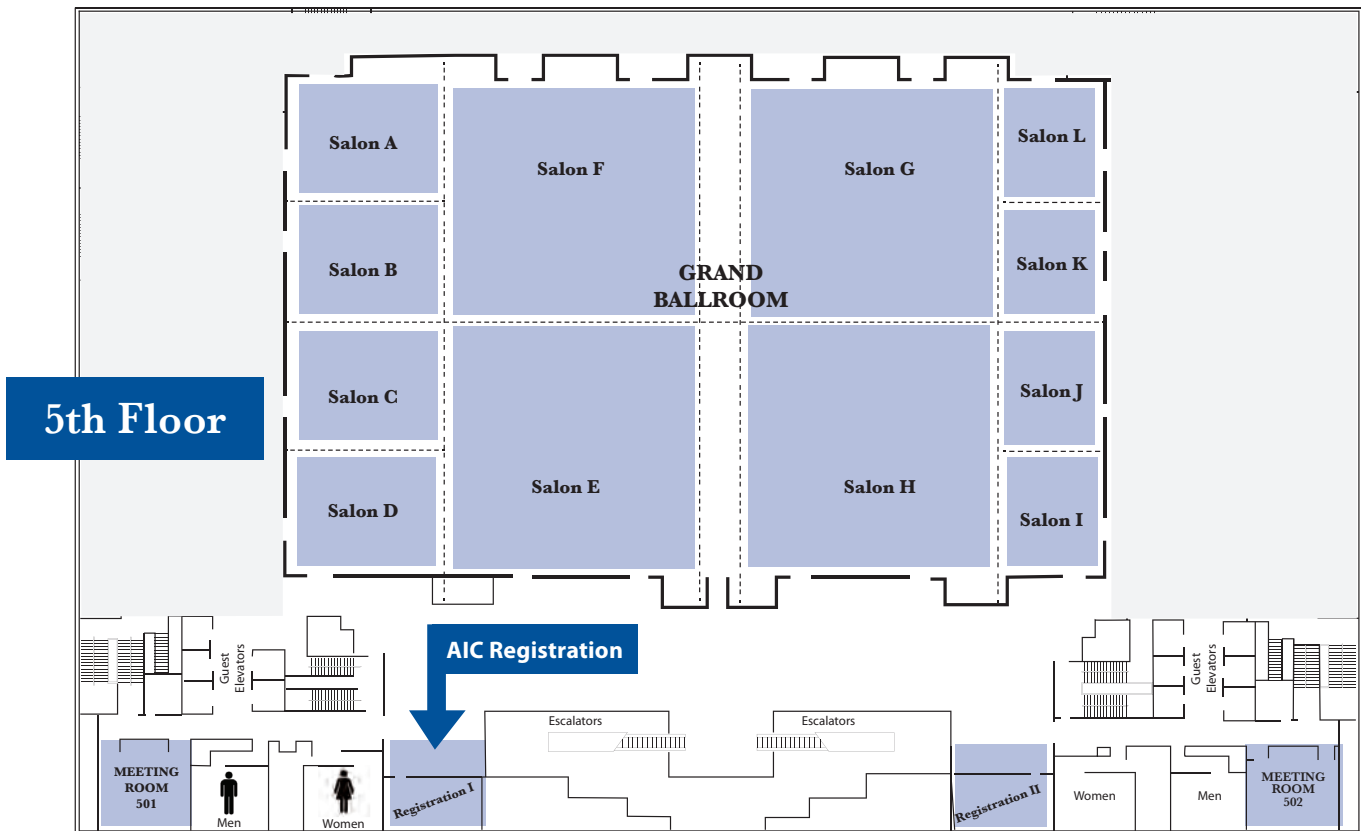 Salon A
Salon F
Salon G
Salon L
Salon B
GRAND
BALLROOM
Salon K
5th Floor
Salon C
Salon J
Salon D
Salon E
Salon H
Salon I
AIC Registration
Guest
Elevators
Guest
Elevators
Escalators
Escalators
MEETING
ROOM
501
Men
Women
Registration I
Registration II
Women
Men
MEETING
ROOM
502